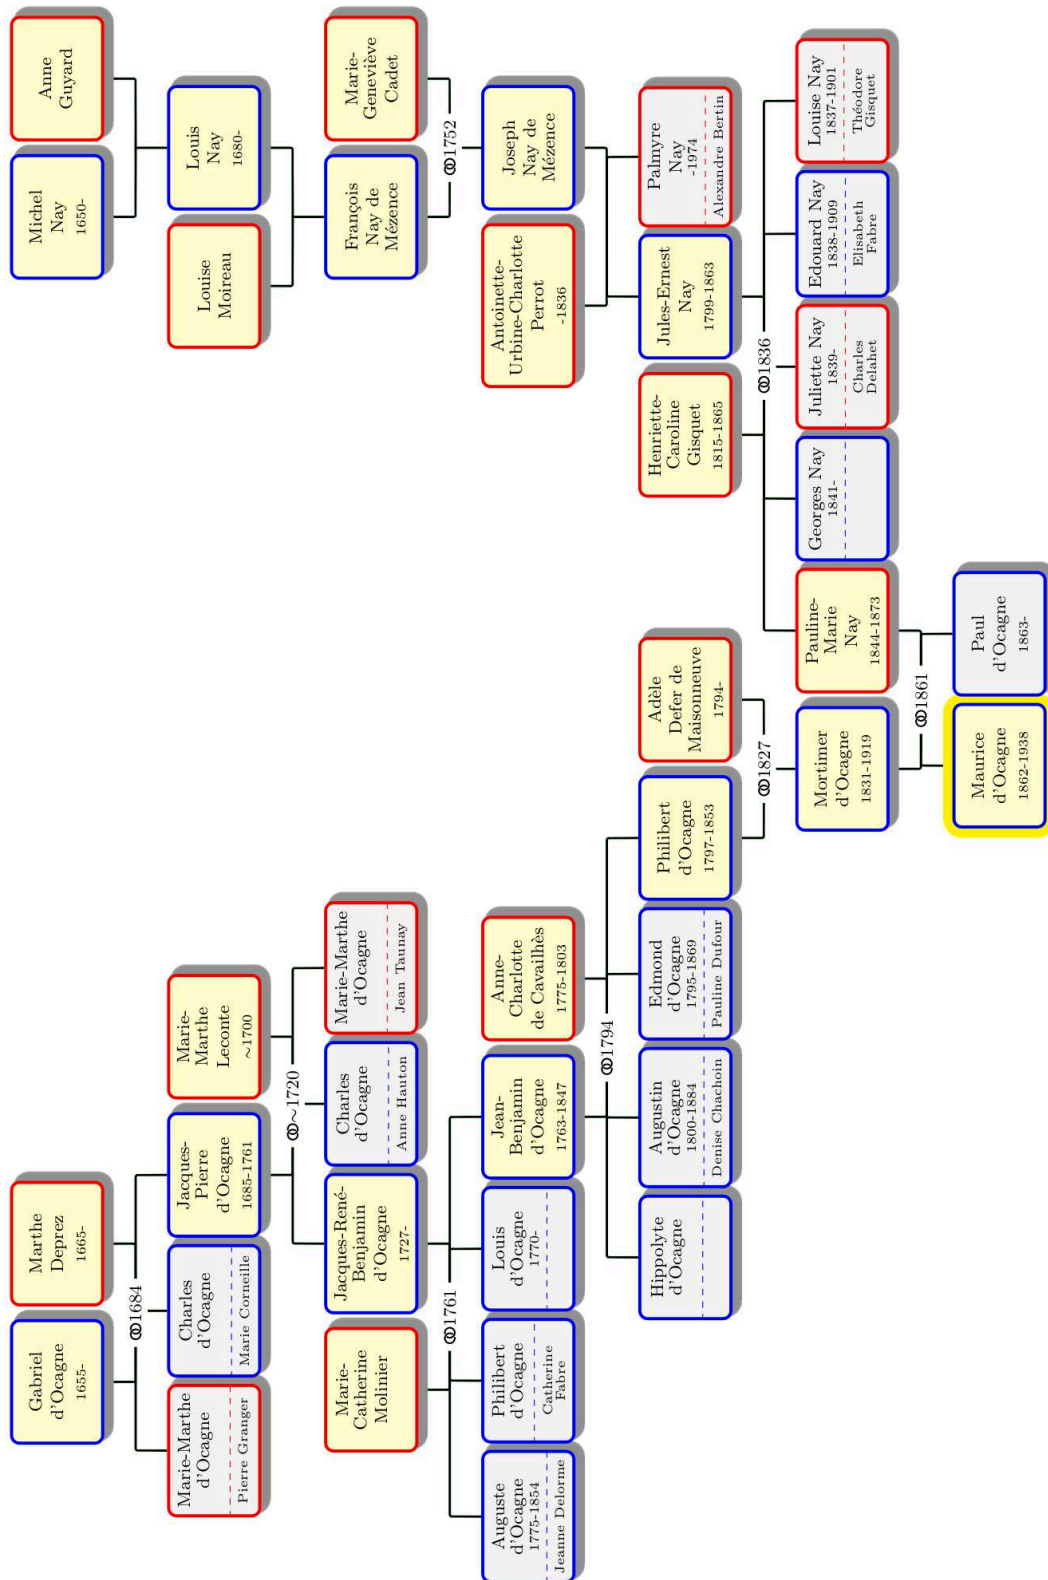 Anne
Guyard
Michel
Nay
1650-
Louis
Nay
1680-
Louise
Moireau
Marie-
Geneviève
Cadet
François
Nay de
Mézence
⚭1752
Joseph
Nay de
Mézence
Antoinette-
Urbine-Charlotte
Perrot
-1836
Palmyre
Nay
-1974
Alexandre Bertin
Jules-Ernest
Nay
1799-1863
Henriette-
Caroline
Gisquet
1815-1865
⚭1836
Louise Nay
1837-1901
Théodore
Gisquet
Edouard Nay
1838-1909
Elisabeth
Fabre
Juliette Nay
1839-
Charles
Delahet
Georges Nay
1841-
Pauline-
Marie
Nay
1844-1873
Adèle
Defer de
Maisonneuve
1794-
Philibert
d'Ocagne
1797-1853
⚭1827
Mortimer
d'Ocagne
1831-1919
⚭1861
Paul
d'Ocagne
1863-
Maurice
d'Ocagne
1862-1938
Marthe
Deprez
1665-
Gabriel
d'Ocagne
1655-
⚭1684
Marie-
Marthe
Leconte
~1700
Jacques-
Pierre
d'Ocagne
1685-1761
Charles
d'Ocagne
Marie Corneille
Marie-Marthe
d'Ocagne
Pierre Granger
⚭~1720
Marie-Marthe
d'Ocagne
Jean Taunay
Charles
d'Ocagne
Anne Hauton
Jacques-René-
Benjamin
d'Ocagne
1727-
Marie-
Catherine
Molinier
⚭1761
Anne-
Charlotte
de Cavailhès
1775-1803
Jean-
Benjamin
d'Ocagne
1763-1847
Louis
d'Ocagne
1770-
Philibert
d'Ocagne
Catherine
Fabre
Auguste
d'Ocagne
1775-1854
Jeanne Delorme
⚭1794
Edmond
d'Ocagne
1795-1869
Pauline Dufour
Augustin
d'Ocagne
1800-1884
Denise Chachoin
Hippolyte
d'Ocagne